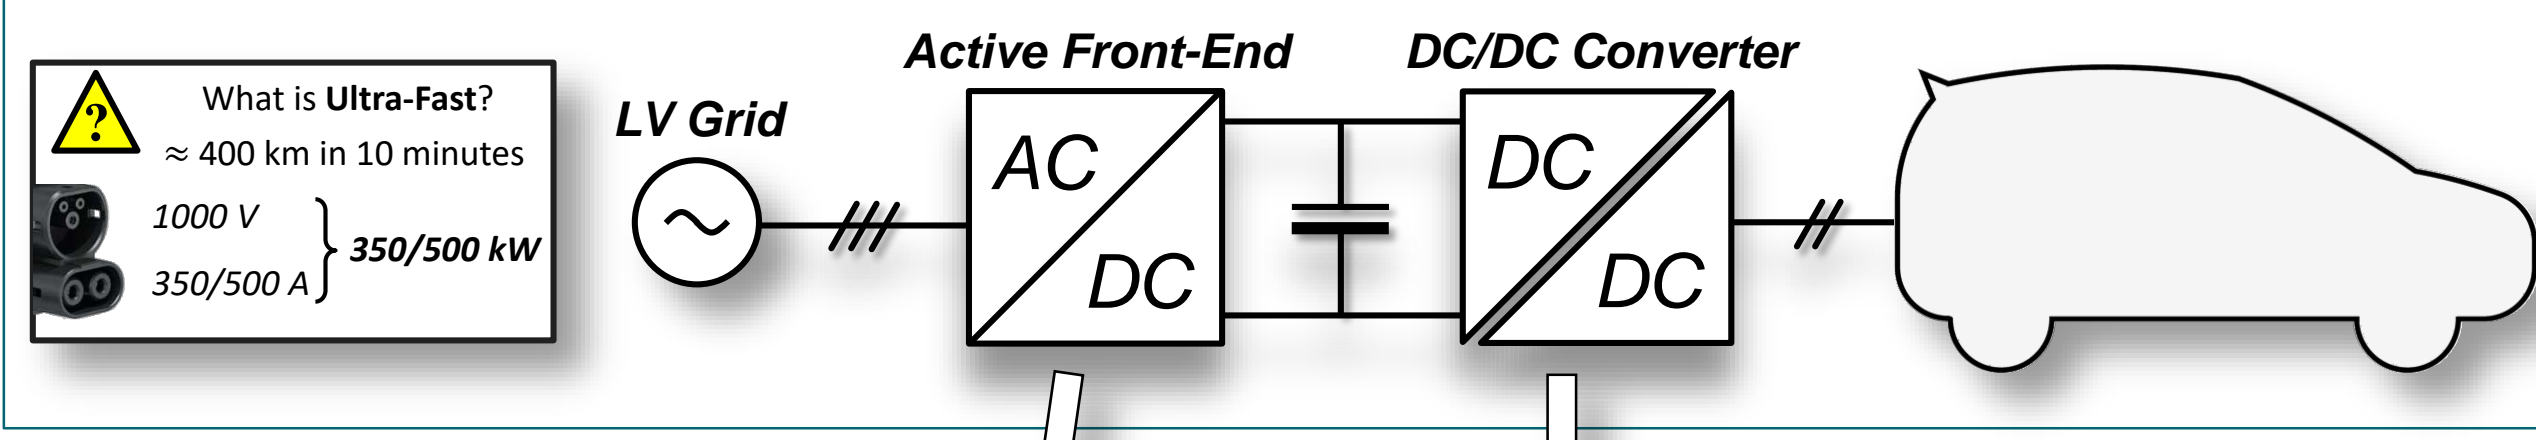 ?
What is Ultra-Fast?
≈ 400 km in 10 minutes
1000 V
350/500 A
350/500 kW
LV Grid
Active Front-End
AC
DC
DC/DC Converter
DC
DC